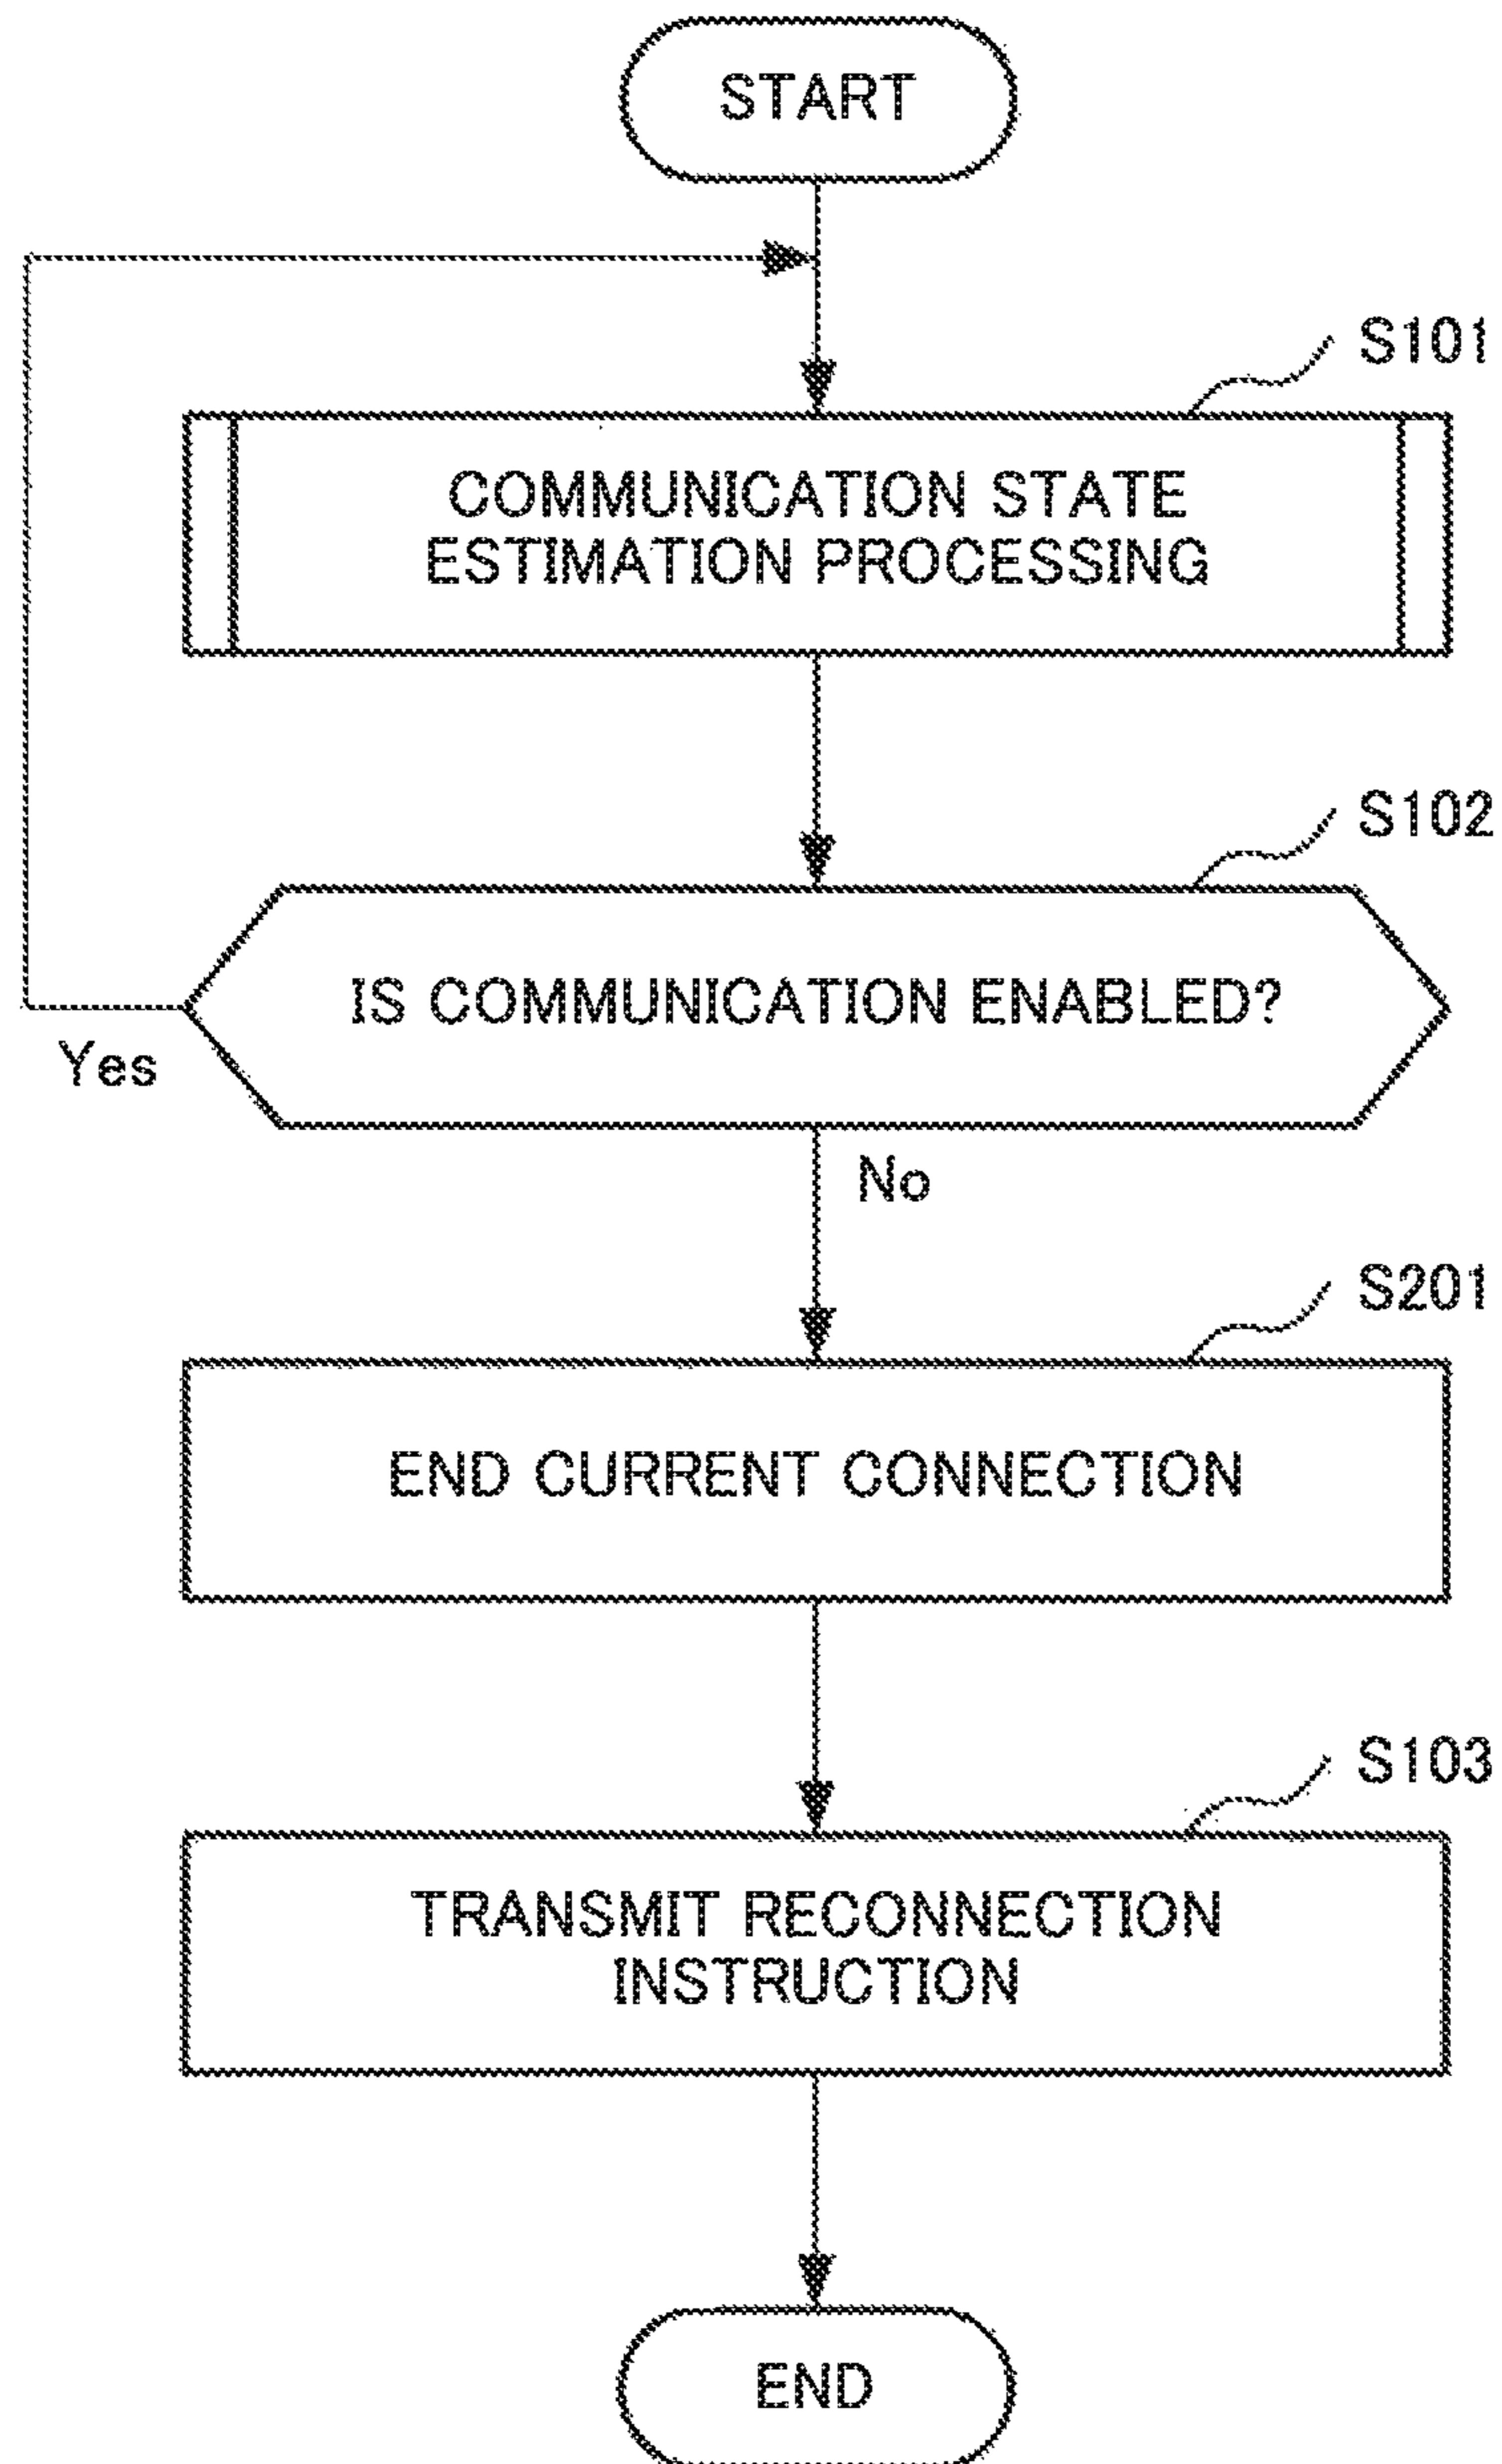 START
S101
COMMUNICATION STATE
ESTIMATION PROCESSING
S102
IS COMMUNICATION ENABLED?
Yes
No
S201
END CURRENT CONNECTION
S103
TRANSMIT RECONNECTION
INSTRUCTION
END